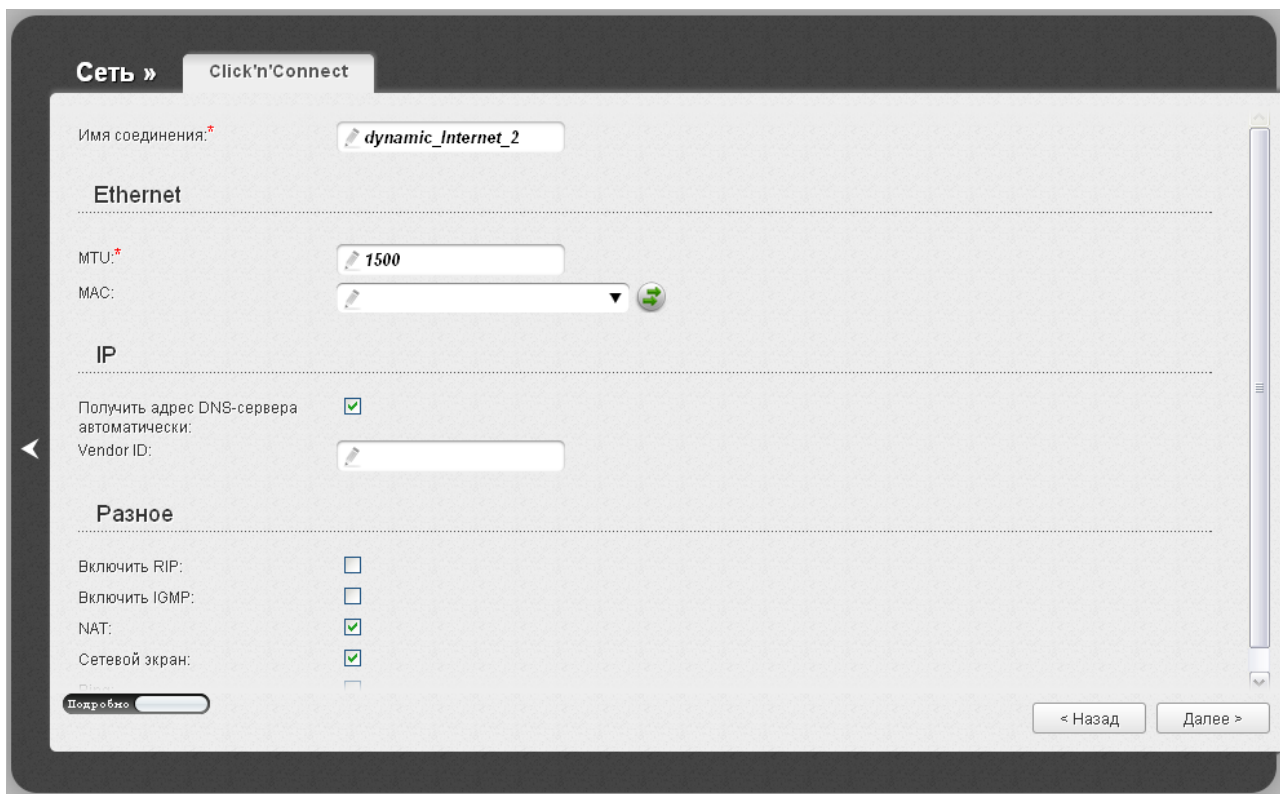 Сеть »
Click'n'Connect
Имя соединения:*
dynamic_Internet_2
Ethernet
MTU:*
1500
MAC:
IP
Получить адрес DNS-сервера
автоматически:
Vendor ID:
Разное
Включить RIP:
Включить IGMP:
NAT:
Сетевой экран:
Ping:
Подробно
< Назад
Далее >